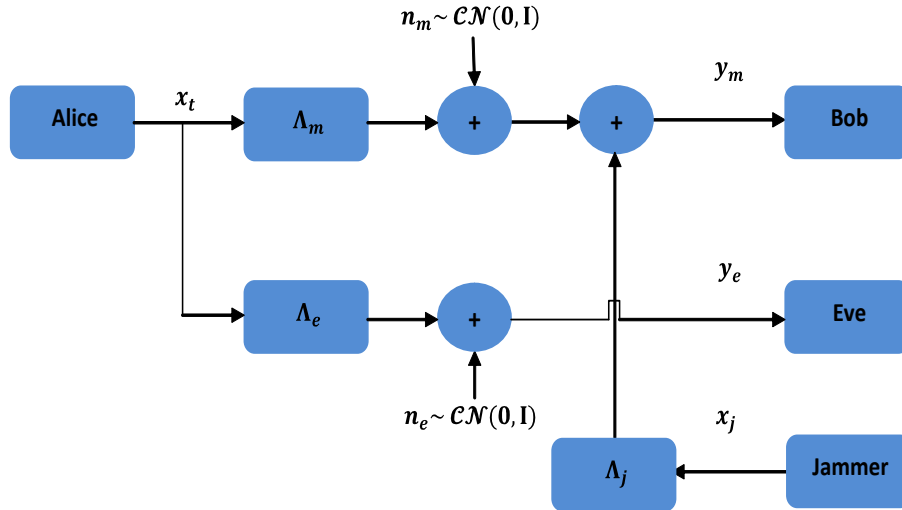 n_m ~ 𝒞𝒩(0, I)
y_m
Alice
x_t
Λ_m
+
+
Bob
y_e
Λ_e
+
Eve
n_e ~ 𝒞𝒩(0, I)
x_j
Λ_j
Jammer